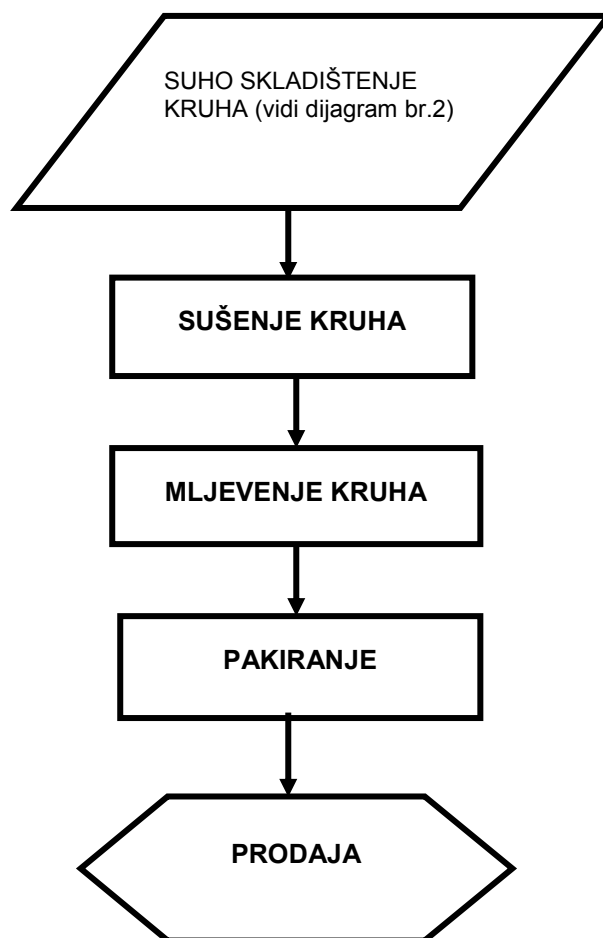 SUHO SKLADIŠTENJE
KRUHA (vidi dijagram br.2)
SUŠENJE KRUHA
MLJEVENJE KRUHA
PAKIRANJE
PRODAJA